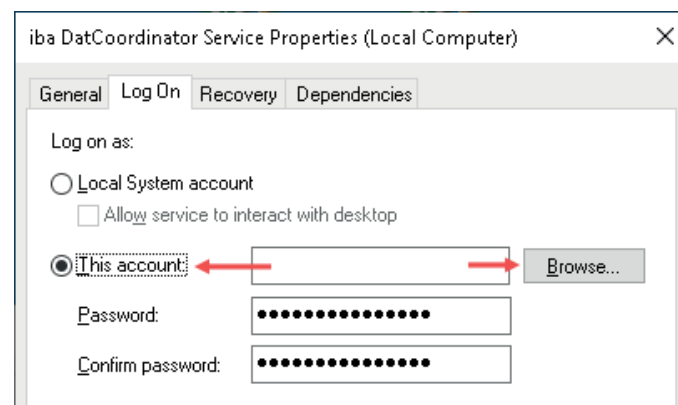 iba DatCoordinator Service Properties (Local Computer)
General Log On Recovery Dependencies
Log on as:
Local System account
Allow service to interact with desktop
This account: Browse...
Password: ●●●●●●●●●●●●●●●
Confirm password: ●●●●●●●●●●●●●●●